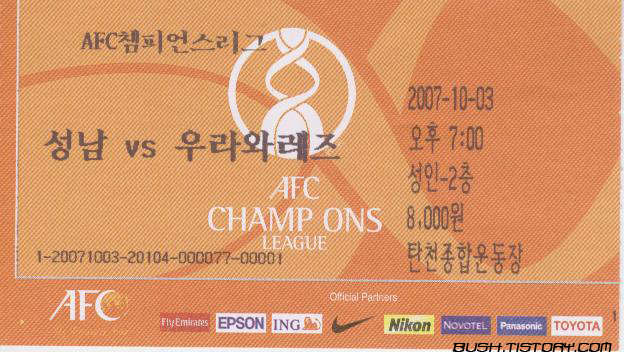 AFC챔피언스리그
2007-10-03
성남 vs 우라와레즈
오후 7:00
성인-2층
8,000원
탄천종합운동장
AFC
CHAMP ONS
LEAGUE
1-20071003-20104-000077-00001
AFC
Official Partners
Fly Emirates
EPSON
ING
Nikon
NOVOTEL
Panasonic
TOYOTA
BUSH.TISTORY.COM